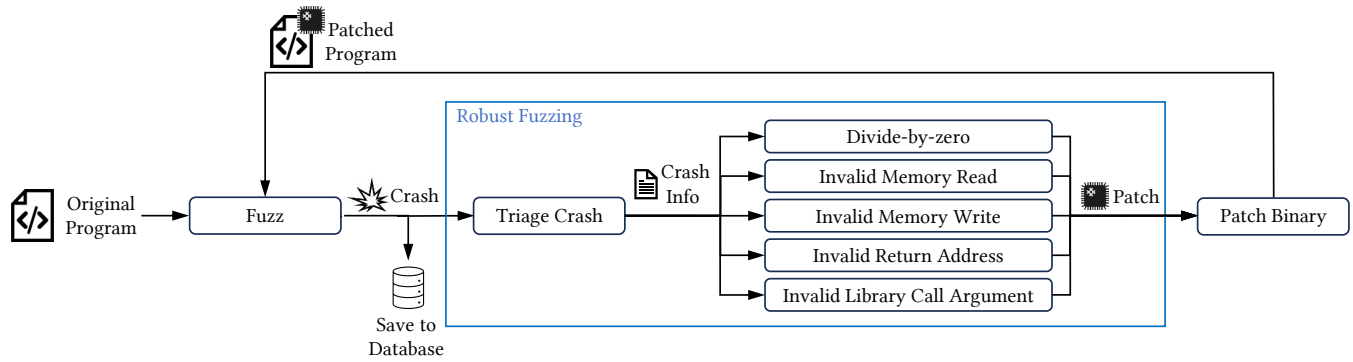 Patched
Program
Robust Fuzzing
Original
Program
Fuzz
Crash
Save to
Database
Triage Crash
Crash
Info
Divide-by-zero
Invalid Memory Read
Invalid Memory Write
Invalid Return Address
Invalid Library Call Argument
Patch
Patch Binary